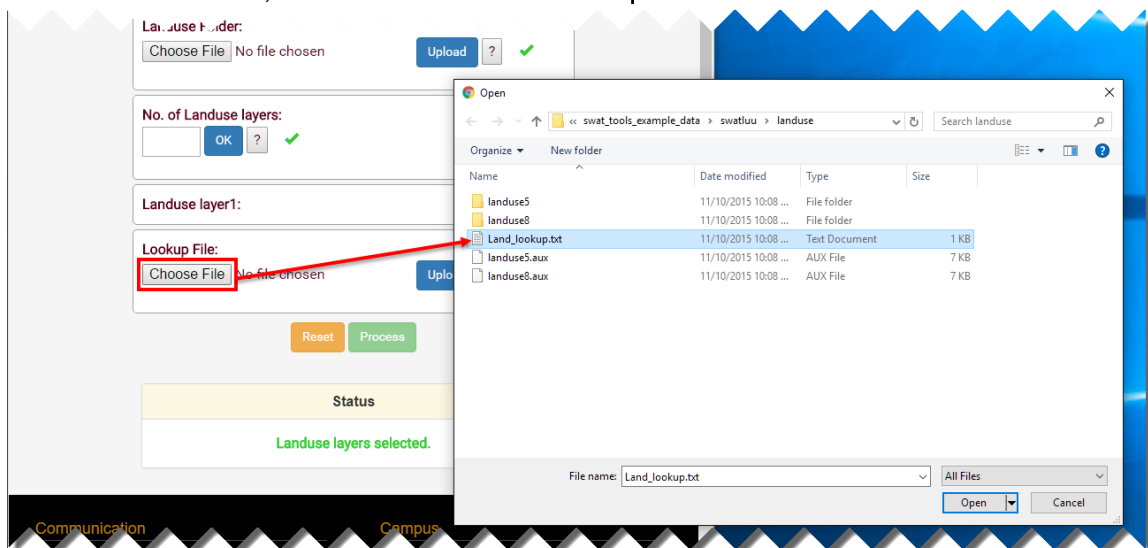 Landuse Folder:
Choose File No file chosen Upload ? ✔
No. of Landuse layers:
OK ? ✔
Landuse layer1:
Lookup File:
Choose File No file chosen Uplo
Reset Process
Status
Landuse layers selected.
Communication Campus
Open
« swat_tools_example_data › swatluu › landuse Search landuse
Organize New folder
Name Date modified Type Size
landuse5 11/10/2015 10:08 ... File folder
landuse8 11/10/2015 10:08 ... File folder
Land_lookup.txt 11/10/2015 10:08 ... Text Document 1 KB
landuse5.aux 11/10/2015 10:08 ... AUX File 7 KB
landuse8.aux 11/10/2015 10:08 ... AUX File 7 KB
File name: Land_lookup.txt All Files
Open Cancel